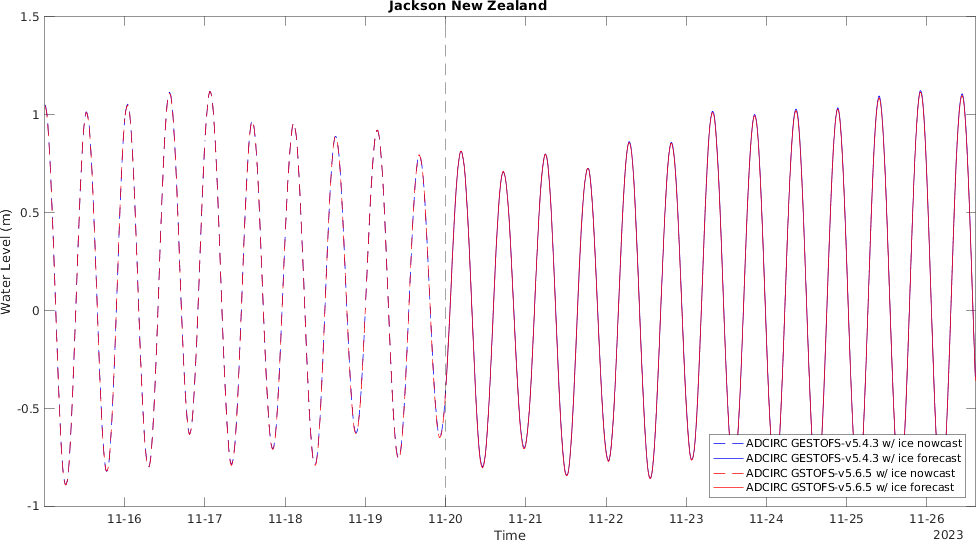 Jackson New Zealand
1.5
1
0.5
0
-0.5
-1
Water Level (m)
ADCIRC GESTOFS-v5.4.3 w/ ice nowcast
ADCIRC GESTOFS-v5.4.3 w/ ice forecast
ADCIRC GSTOFS-v5.6.5 w/ ice nowcast
ADCIRC GSTOFS-v5.6.5 w/ ice forecast
11-16 11-17 11-18 11-19 11-20 11-21 11-22 11-23 11-24 11-25 11-26
Time
2023